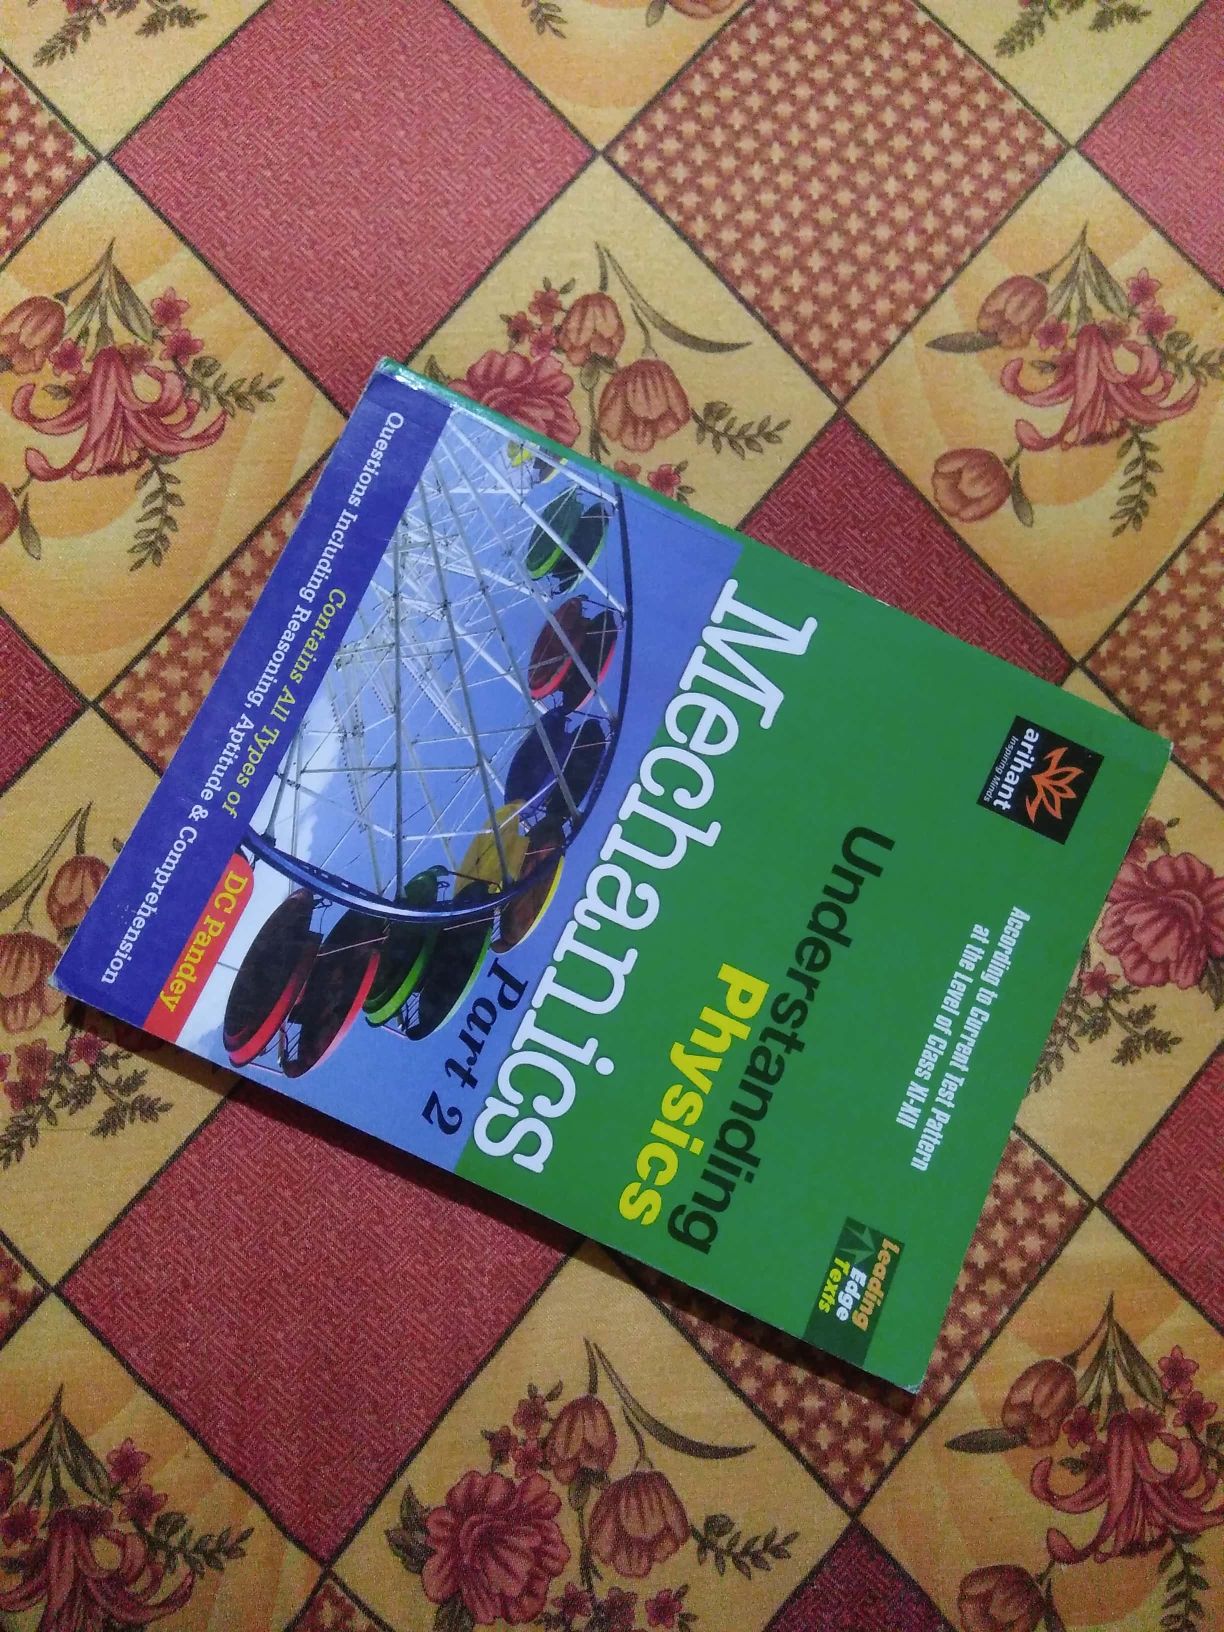 arihant
Inspiring Minds
According to Current Test Pattern
at the Level of Class XI-XII
Leading
Edge
Texts
Understanding
Physics
Mechanics
Part 2
DC Pandey
Contains All Types of
Questions Including Reasoning, Aptitude & Comprehension